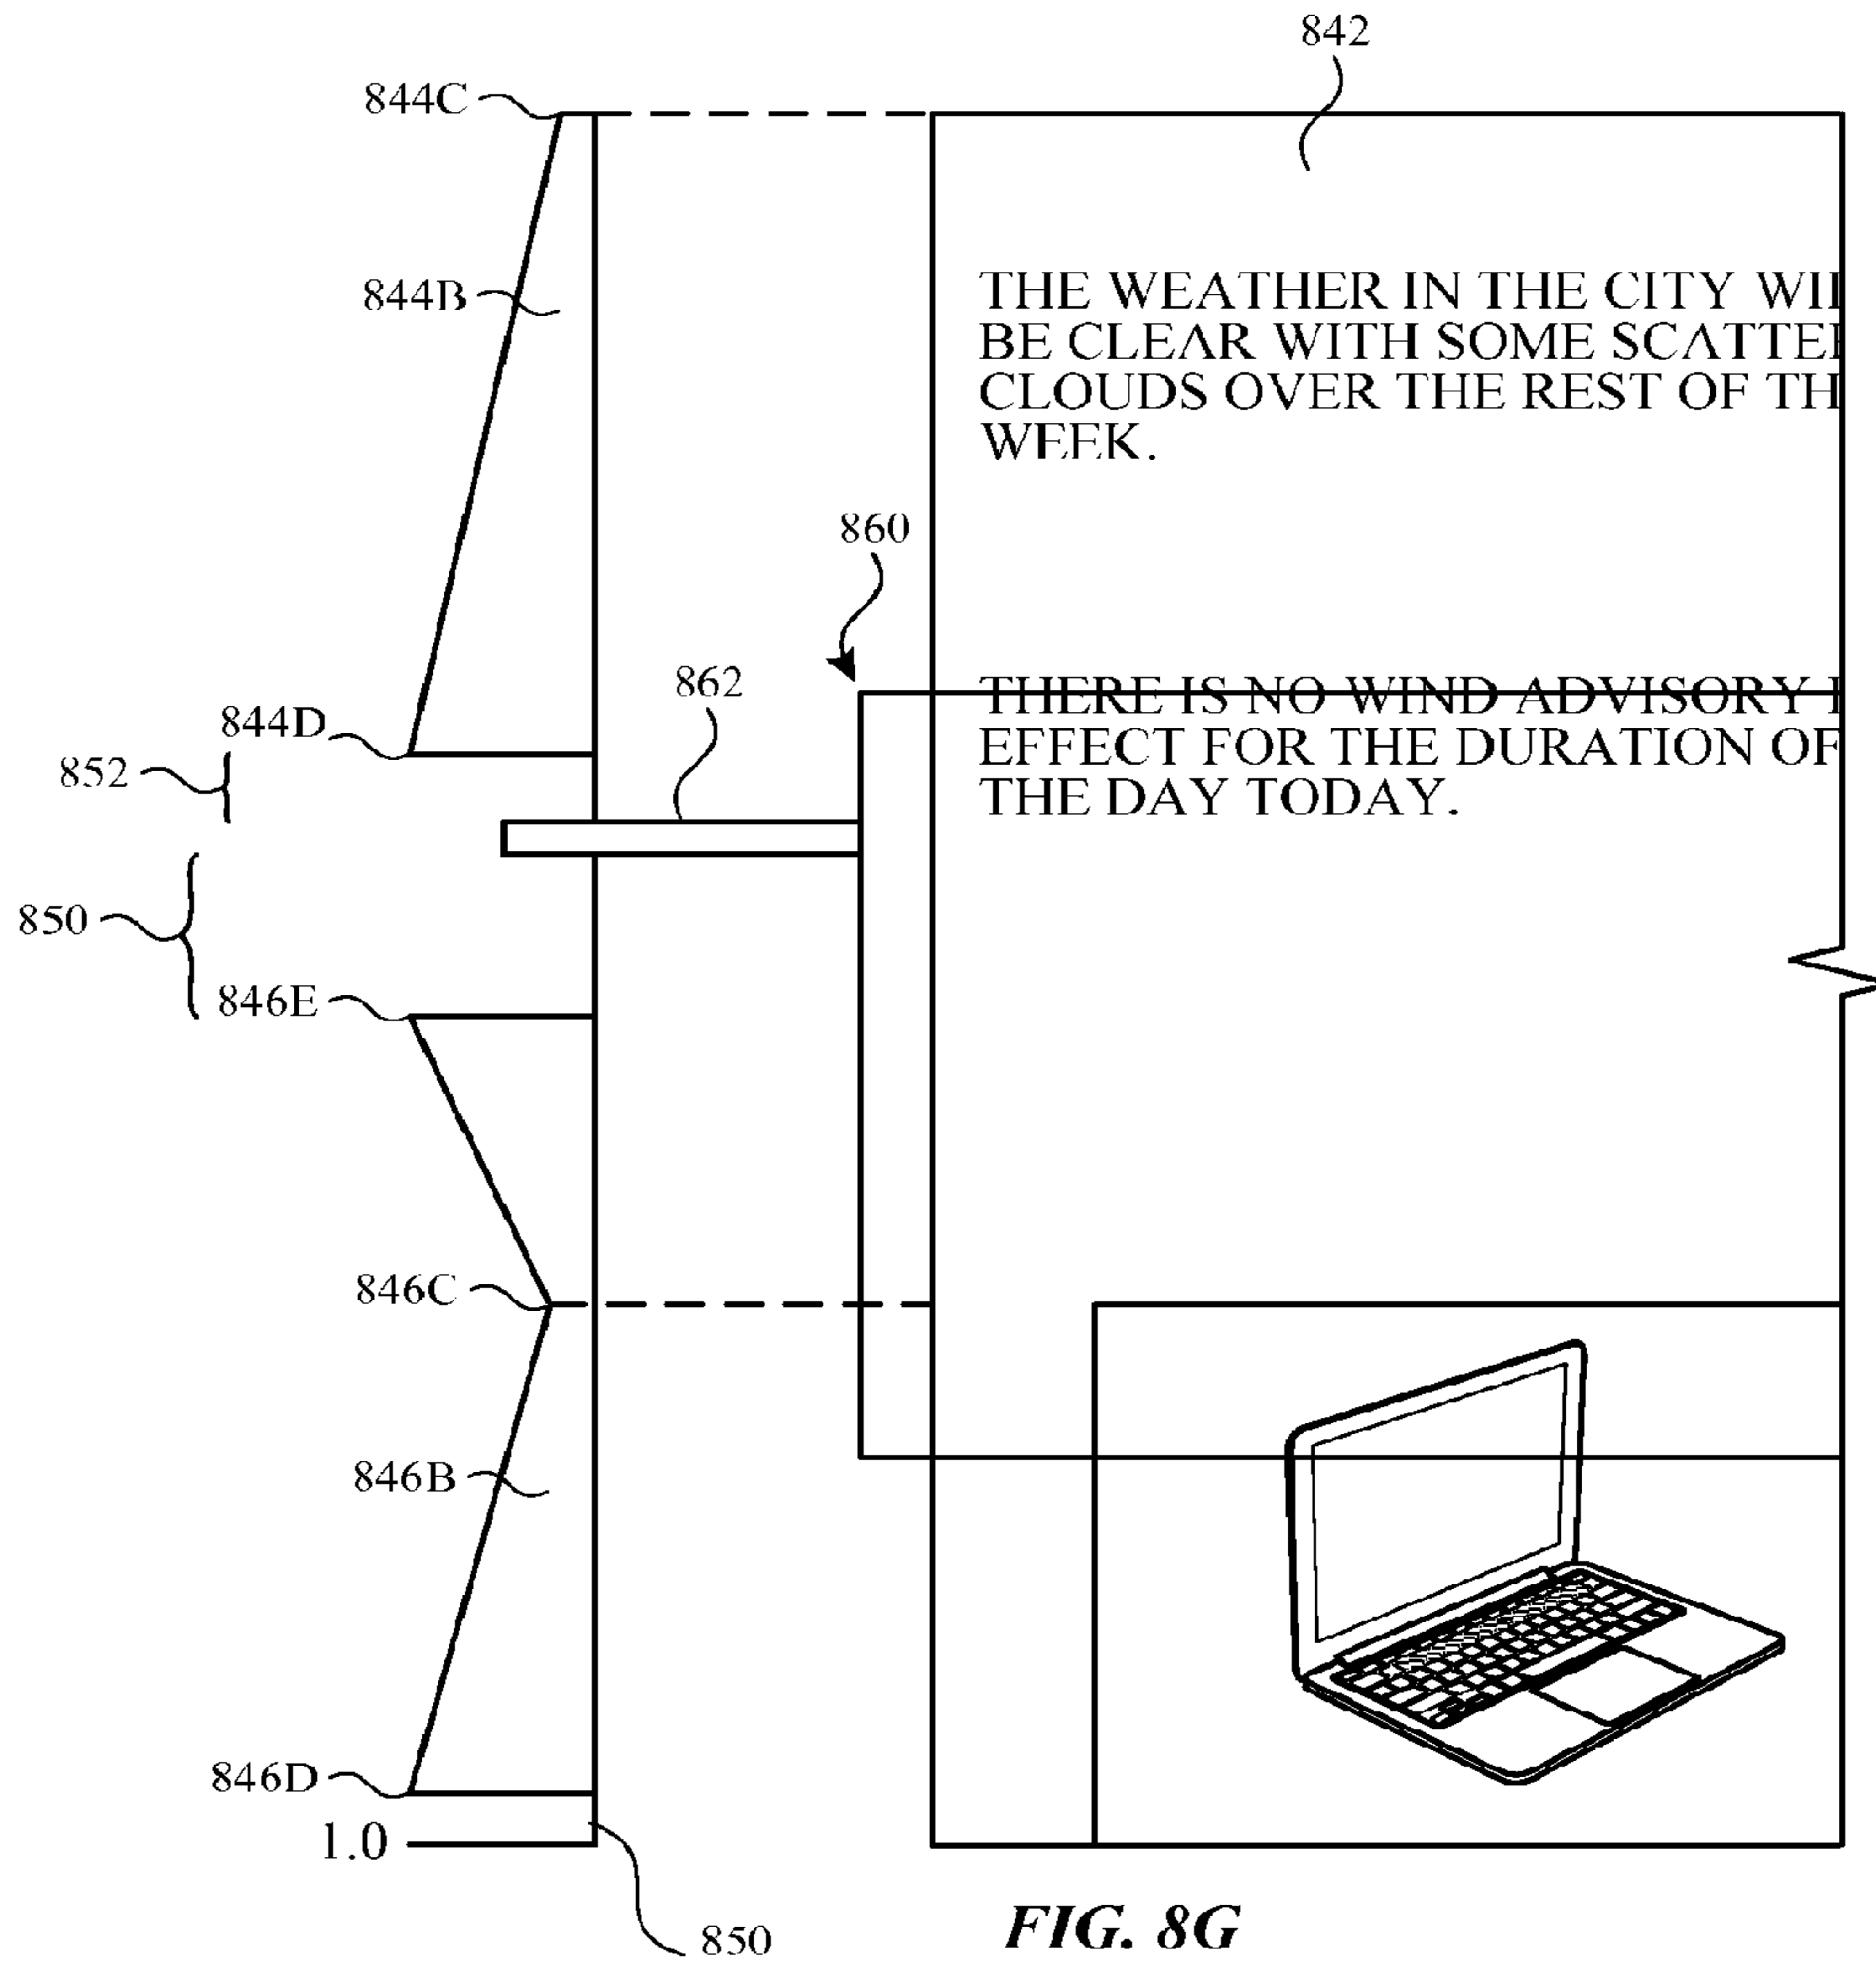 842
844C
844B
THE WEATHER IN THE CITY WIL
BE CLEAR WITH SOME SCATTER
CLOUDS OVER THE REST OF TH
WEEK.
860
862
844D
852
THERE IS NO WIND ADVISORY I
EFFECT FOR THE DURATION OF
THE DAY TODAY.
850
846E
846C
846B
846D
1.0
850
FIG. 8G